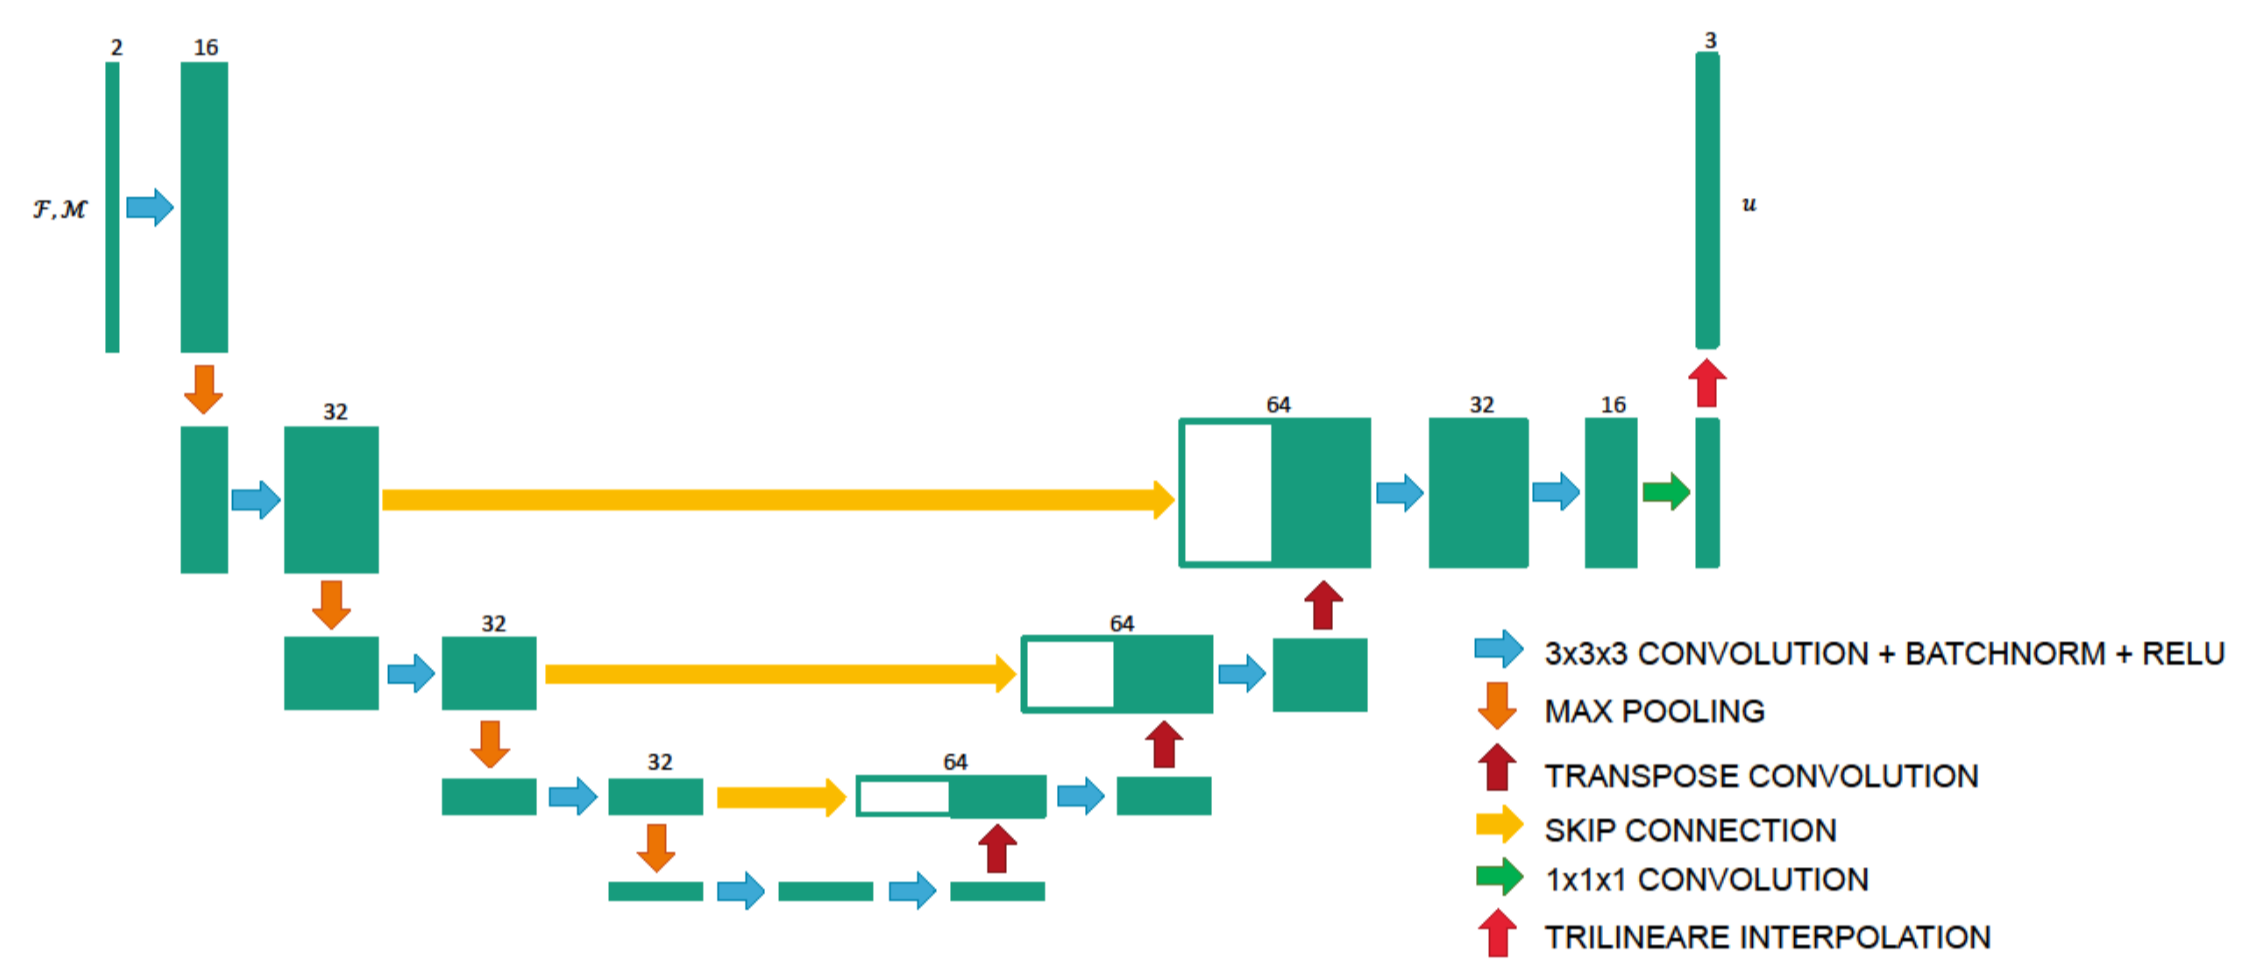 2
16
3
ℱ, ℳ
u
32
64
32
16
32
64
32
64
3x3x3 CONVOLUTION + BATCHNORM + RELU
MAX POOLING
TRANSPOSE CONVOLUTION
SKIP CONNECTION
1x1x1 CONVOLUTION
TRILINEARE INTERPOLATION